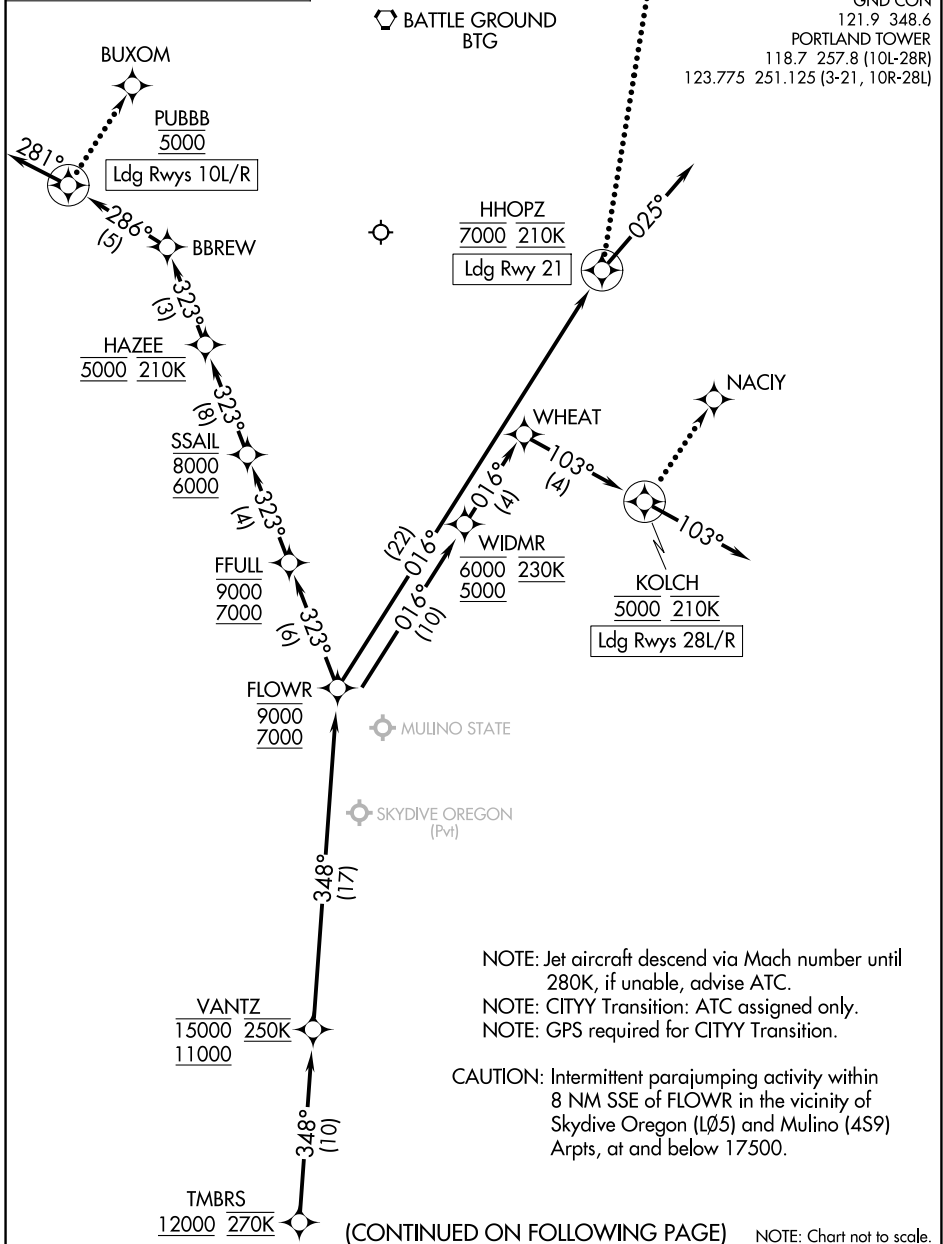 GND CON
121.9 348.6
PORTLAND TOWER
118.7 257.8 (10L-28R)
123.775 251.125 (3-21, 10R-28L)
BATTLE GROUND
BTG
BUXOM
PUBBB
5000
Ldg Rwys 10L/R
281°
286°
(5)
BBREW
HHOPZ
7000 210K
Ldg Rwy 21
025°
323°
(3)
HAZEE
5000 210K
323°
(8)
NACIY
WHEAT
SSAIL
8000
6000
103°
(4)
016°
(4)
103°
323°
(4)
WIDMR
6000 230K
5000
(22)
016°
FFULL
9000
7000
KOLCH
5000 210K
Ldg Rwys 28L/R
016°
(10)
323°
(6)
FLOWR
9000
7000
MULINO STATE
SKYDIVE OREGON
(Pvt)
348°
(17)
NOTE: Jet aircraft descend via Mach number until
280K, if unable, advise ATC.
NOTE: CITYY Transition: ATC assigned only.
NOTE: GPS required for CITYY Transition.
VANTZ
15000 250K
11000
CAUTION: Intermittent parajumping activity within
8 NM SSE of FLOWR in the vicinity of
Skydive Oregon (LØ5) and Mulino (4S9)
Arpts, at and below 17500.
348°
(10)
TMBRS
12000 270K
(CONTINUED ON FOLLOWING PAGE)
NOTE: Chart not to scale.